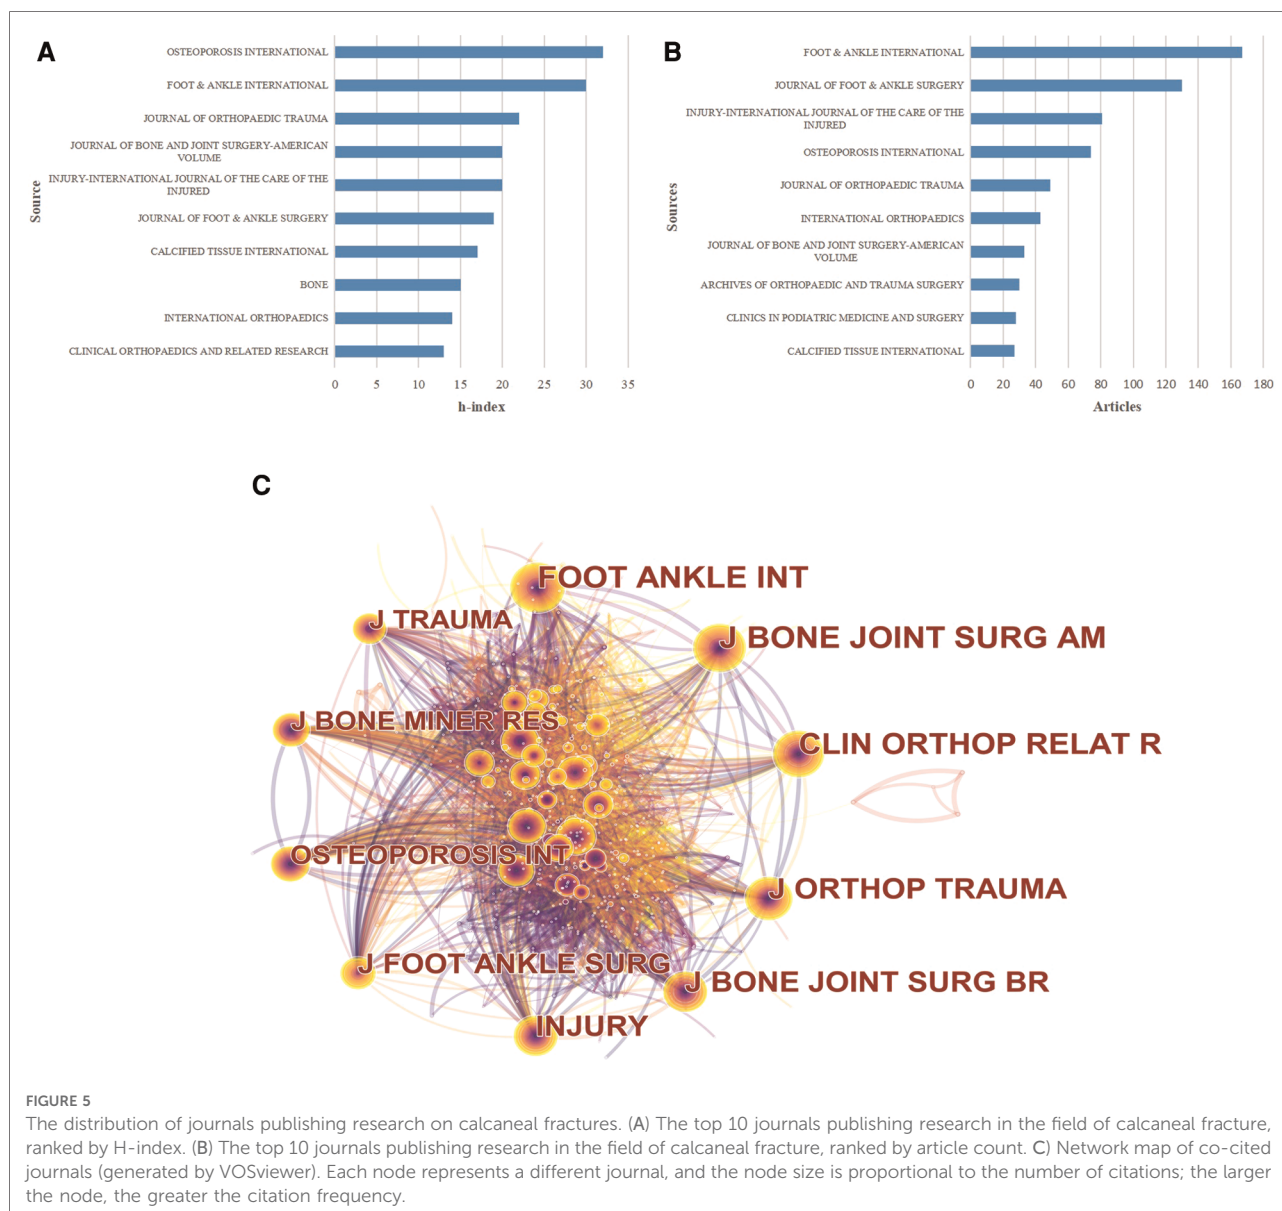 A
OSTEOPOROSIS INTERNATIONAL
FOOT & ANKLE INTERNATIONAL
JOURNAL OF ORTHOPAEDIC TRAUMA
JOURNAL OF BONE AND JOINT SURGERY-AMERICAN
VOLUME
INJURY-INTERNATIONAL JOURNAL OF THE CARE OF THE
INJURED
JOURNAL OF FOOT & ANKLE SURGERY
CALCIFIED TISSUE INTERNATIONAL
BONE
INTERNATIONAL ORTHOPAEDICS
CLINICAL ORTHOPAEDICS AND RELATED RESEARCH
Source
0 5 10 15 20 25 30 35
h-index
B
FOOT & ANKLE INTERNATIONAL
JOURNAL OF FOOT & ANKLE SURGERY
INJURY-INTERNATIONAL JOURNAL OF THE CARE OF THE
INJURED
OSTEOPOROSIS INTERNATIONAL
JOURNAL OF ORTHOPAEDIC TRAUMA
INTERNATIONAL ORTHOPAEDICS
JOURNAL OF BONE AND JOINT SURGERY-AMERICAN
VOLUME
ARCHIVES OF ORTHOPAEDIC AND TRAUMA SURGERY
CLINICS IN PODIATRIC MEDICINE AND SURGERY
CALCIFIED TISSUE INTERNATIONAL
Sources
0 20 40 60 80 100 120 140 160 180
Articles
C
FOOT ANKLE INT
J TRAUMA
J BONE JOINT SURG AM
J BONE MINER RES
CLIN ORTHOP RELAT R
OSTEOPOROSIS INT
J ORTHOP TRAUMA
J FOOT ANKLE SURG
J BONE JOINT SURG BR
INJURY
FIGURE 5
The distribution of journals publishing research on calcaneal fractures. (A) The top 10 journals publishing research in the field of calcaneal fracture,
ranked by H-index. (B) The top 10 journals publishing research in the field of calcaneal fracture, ranked by article count. C) Network map of co-cited
journals (generated by VOSviewer). Each node represents a different journal, and the node size is proportional to the number of citations; the larger
the node, the greater the citation frequency.